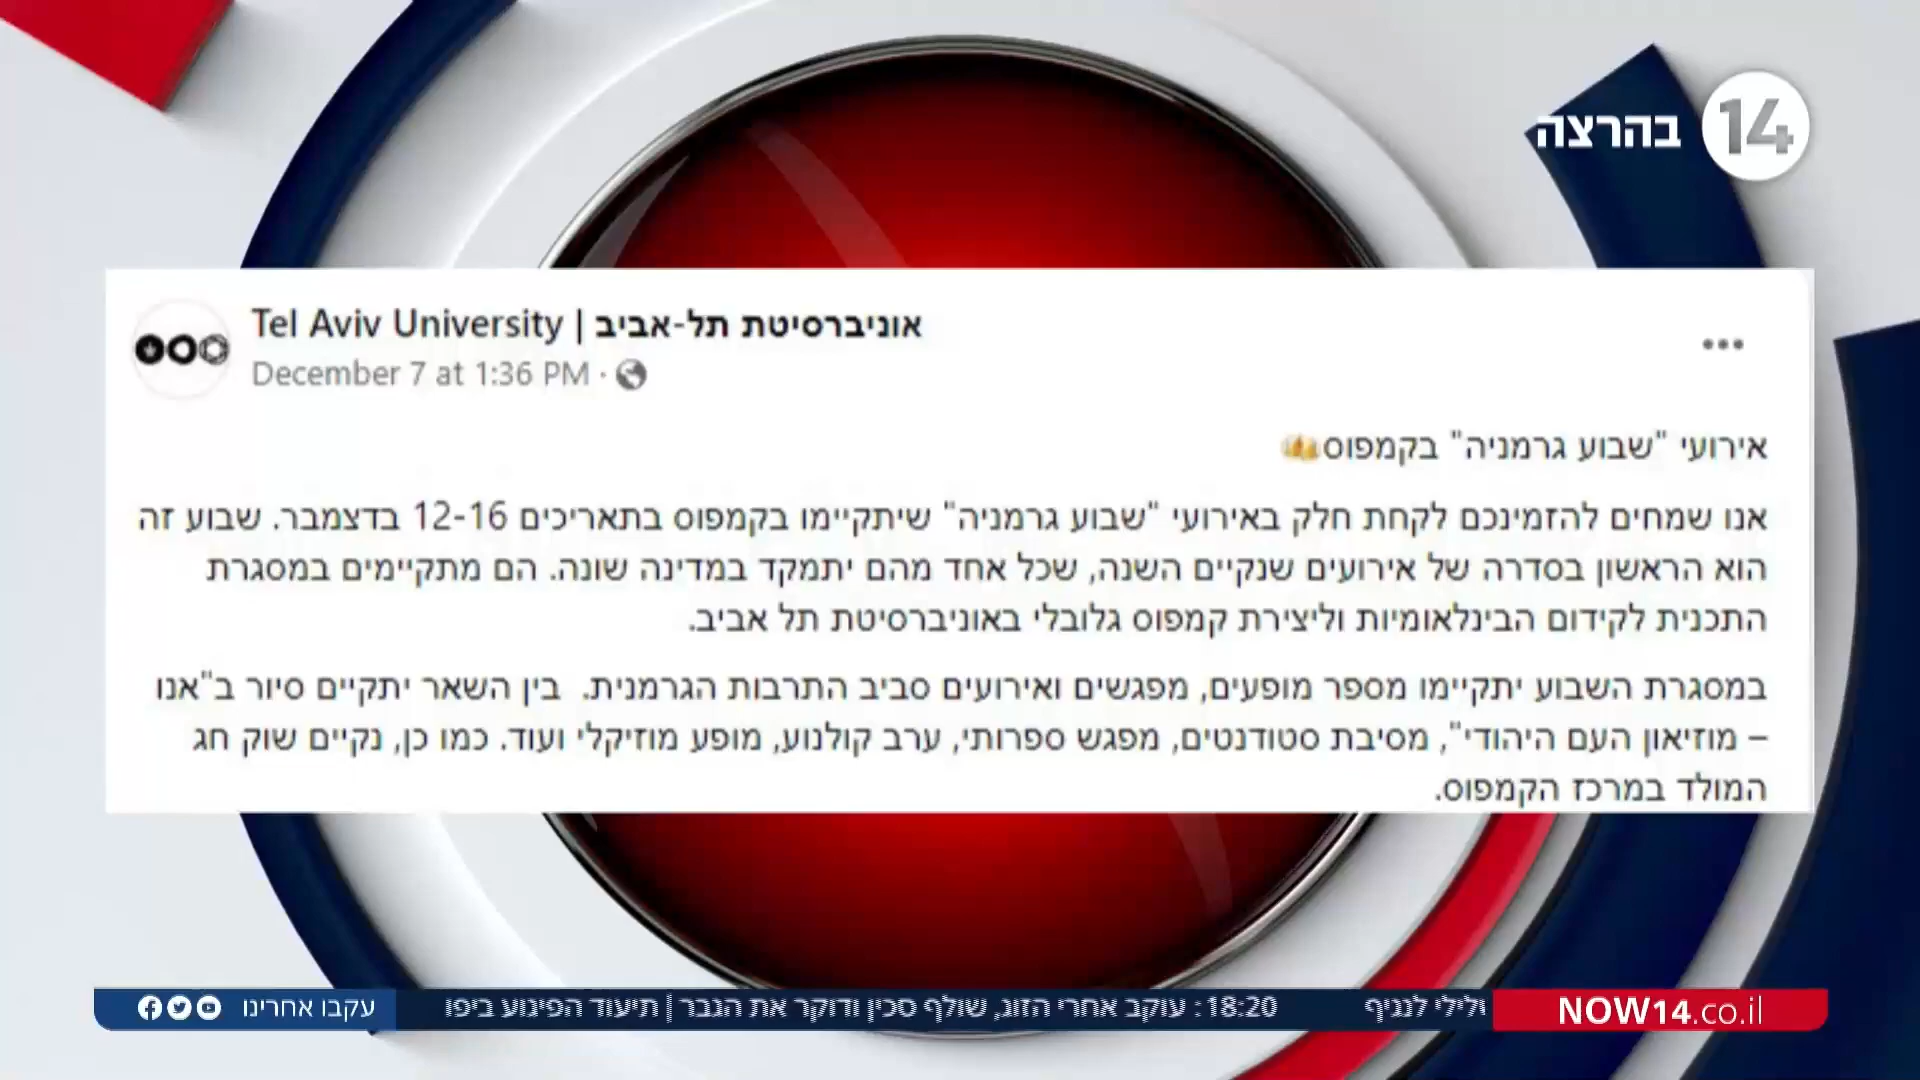 14 בהרצה
Tel Aviv University | אוניברסיטת תל-אביב
December 7 at 1:36 PM ·
אירועי "שבוע גרמניה" בקמפוס
אנו שמחים להזמינכם לקחת חלק באירועי "שבוע גרמניה" שיתקיימו בקמפוס בתאריכים 12-16 בדצמבר. שבוע זה
הוא הראשון בסדרה של אירועים שנקיים השנה, שכל אחד מהם יתמקד במדינה שונה. הם מתקיימים במסגרת
התכנית לקידום הבינלאומיות וליצירת קמפוס גלובלי באוניברסיטת תל אביב.
במסגרת השבוע יתקיימו מספר מופעים, מפגשים ואירועים סביב התרבות הגרמנית. בין השאר יתקיים סיור ב"אנו
– מוזיאון העם היהודי", מסיבת סטודנטים, מפגש ספרותי, ערב קולנוע, מופע מוזיקלי ועוד. כמו כן, נקיים שוק חג
המולד במרכז הקמפוס.
NOW14.co.il
ולילי לנגיף 18:20: עוקב אחרי הזוג, שולף סכין ודוקר את הגבר | תיעוד הפיגוע ביפו
עקבו אחרינו